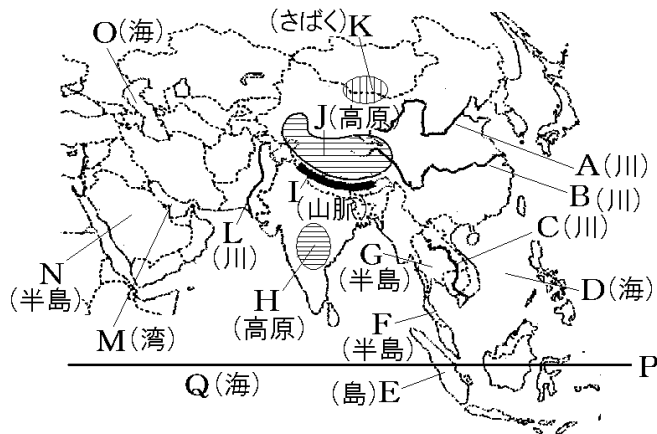 O(海)
(さばく)K
J(高原)
A(川)
I
(山脈)
B(川)
L
(川)
C(川)
G
(半島)
N
(半島)
H
(高原)
D(海)
F
(半島)
M(湾)
P
Q(海)
(島)E